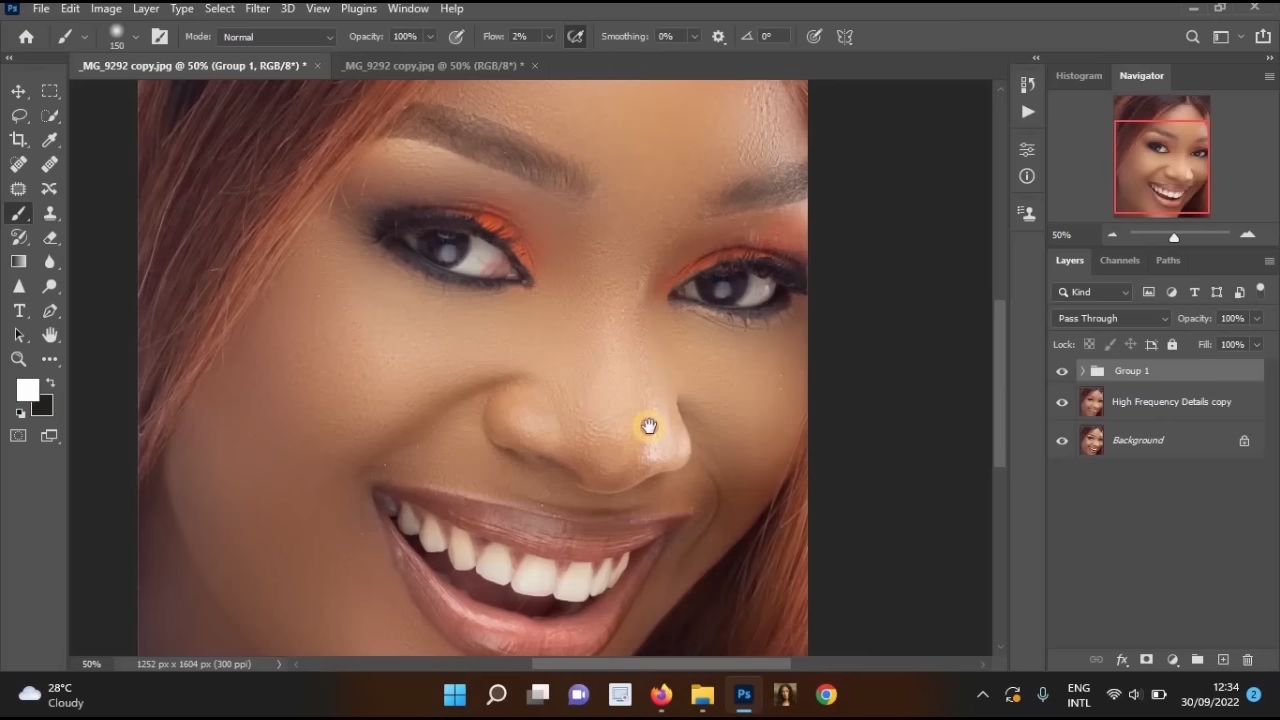 Ps File Edit Image Layer Type Select Filter 3D View Plugins Window Help
150 Mode: Normal Opacity: 100% Flow: 2% Smoothing: 0% 0°
_MG_9292 copy.jpg @ 50% (Group 1, RGB/8*) * × _MG_9292 copy.jpg @ 50% (RGB/8*) * ×
Histogram Navigator
50%
Layers Channels Paths
Kind
Pass Through Opacity: 100%
Lock: Fill: 100%
Group 1
High Frequency Details copy
Background
50% 1252 px x 1604 px (300 ppi)
28°C
Cloudy
Ps
ENG
INTL
12:34
30/09/2022
2